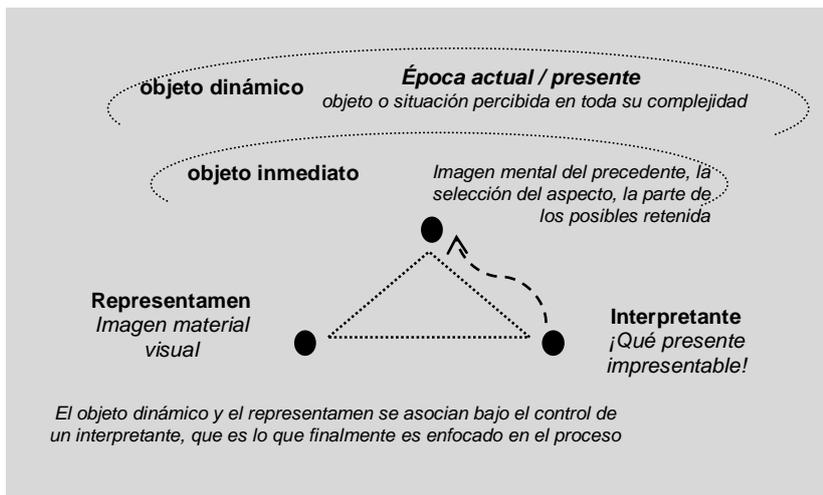 Época actual / presente
objeto dinámico
objeto o situación percibida en toda su complejidad
objeto inmediato
Imagen mental del precedente, la
selección del aspecto, la parte de
los posibles retenida
Representamen
Imagen material
visual
Interpretante
¡Qué presente
impresentable!
El objeto dinámico y el representamen se asocian bajo el control de
un interpretante, que es lo que finalmente es enfocado en el proceso